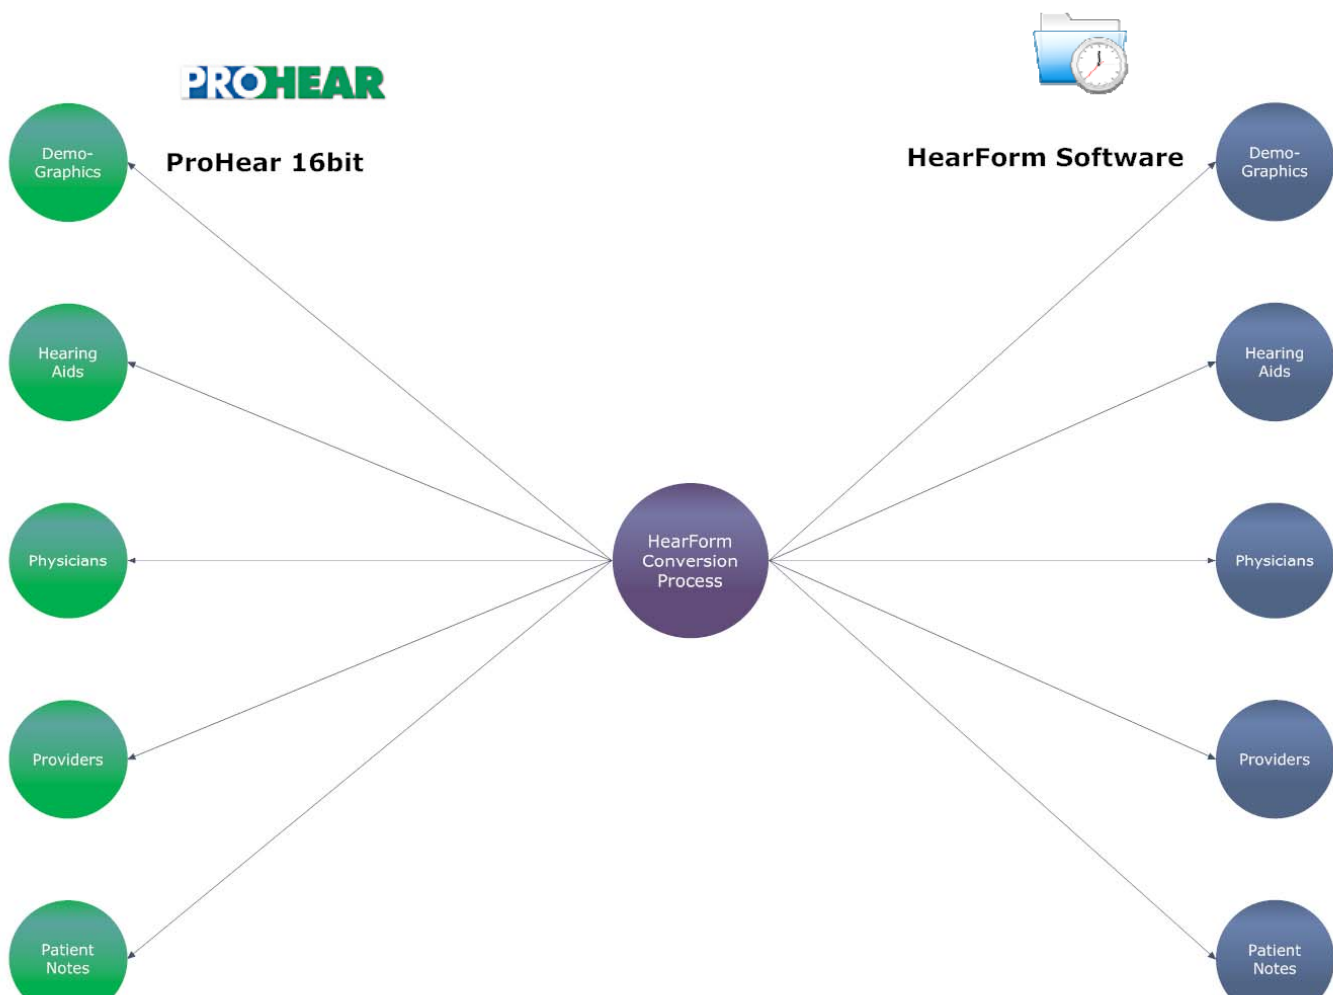 PROHEAR
ProHear 16bit
HearForm Software
Demo-
Graphics
Hearing
Aids
Physicians
Providers
Patient
Notes
HearForm
Conversion
Process
Demo-
Graphics
Hearing
Aids
Physicians
Providers
Patient
Notes